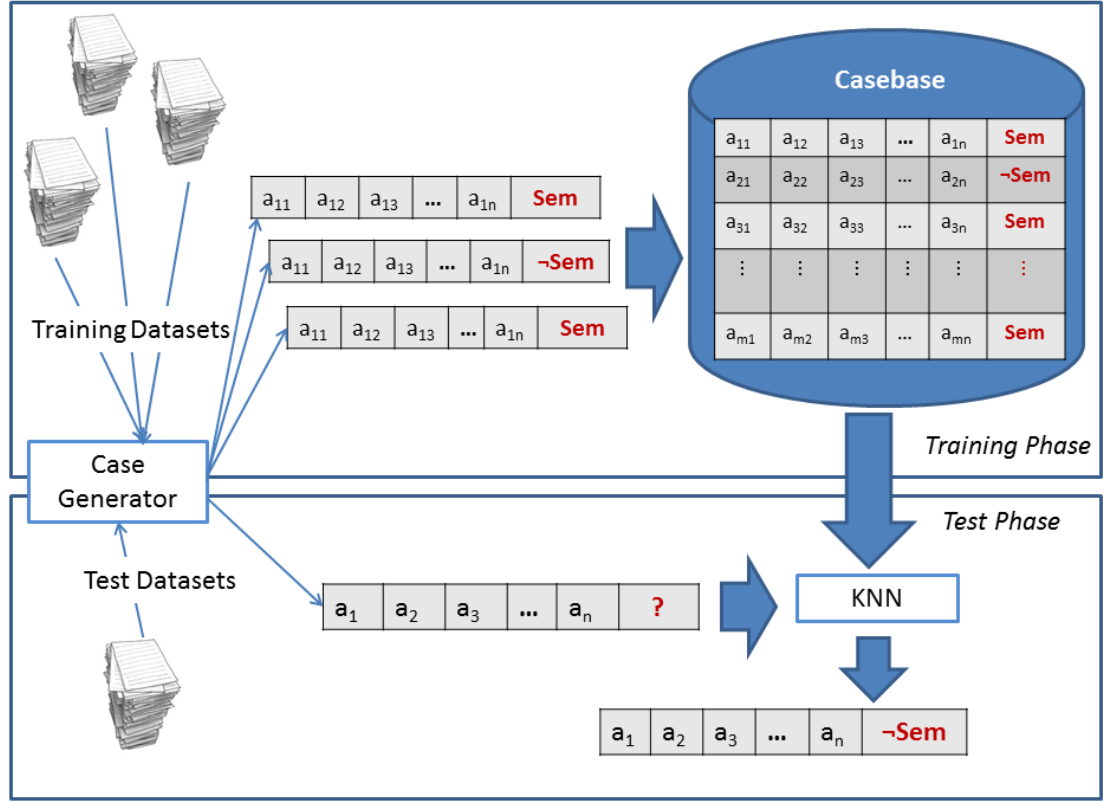 Casebase
a11 a12 a13 ... a1n Sem
a21 a22 a23 ... a2n ¬Sem
a31 a32 a33 ... a3n Sem
⋮ ⋮ ⋮ ⋮ ⋮ ⋮
am1 am2 am3 ... amn Sem
a11 a12 a13 ... a1n Sem
a11 a12 a13 ... a1n ¬Sem
a11 a12 a13 ... a1n Sem
Training Datasets
Training Phase
Case
Generator
Test Phase
Test Datasets
a1 a2 a3 ... an ?
KNN
a1 a2 a3 ... an ¬Sem